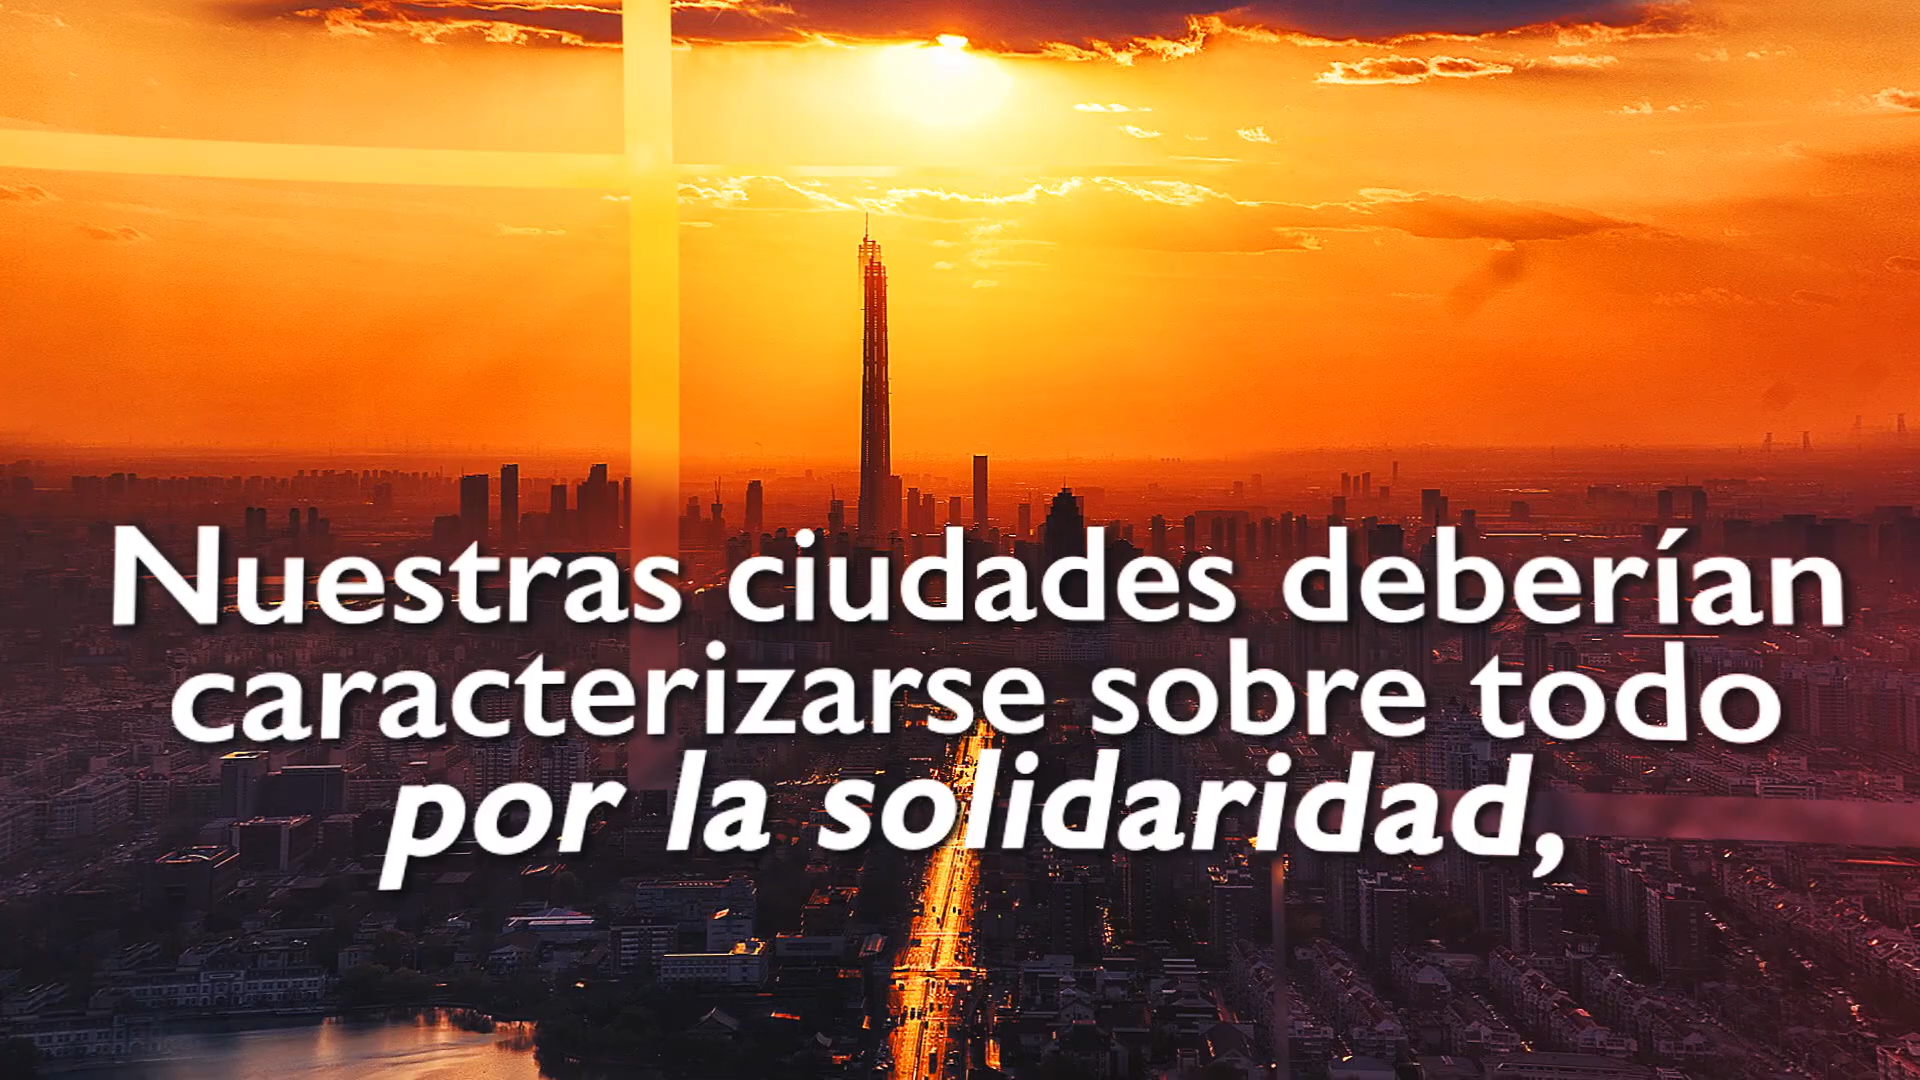 Nuestras ciudades deberían
caracterizarse sobre todo
por la solidaridad,